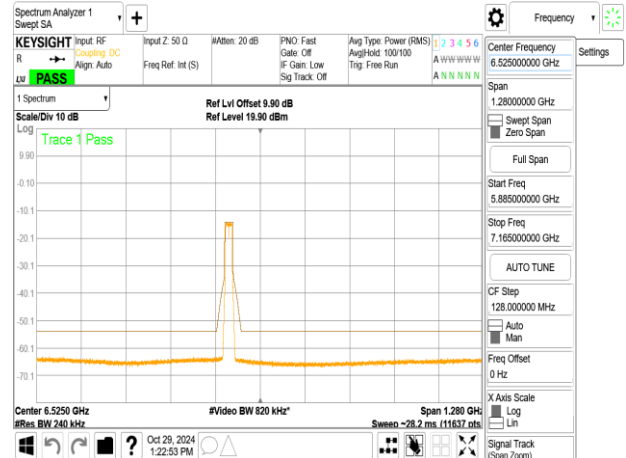 Spectrum Analyzer 1
Swept SA
+
Frequency
KEYSIGHT
R
LXI
PASS
Input: RF
Coupling: DC
Align: Auto
Input Z: 50 Ω
Freq Ref: Int (S)
#Atten: 20 dB
PNO: Fast
Gate: Off
IF Gain: Low
Sig Track: Off
Avg Type: Power (RMS)
Avg|Hold: 100/100
Trig: Free Run
1 2 3 4 5 6
A W W W W W
A N N N N N
Settings
1 Spectrum
Scale/Div 10 dB
Ref Lvl Offset 9.90 dB
Ref Level 19.90 dBm
Log
Trace 1 Pass
9.90
-0.10
-10.1
-20.1
-30.1
-40.1
-50.1
-60.1
-70.1
Center 6.5250 GHz
#Res BW 240 kHz
#Video BW 820 kHz*
Span 1.280 GHz
Sweep ~28.2 ms (11637 pts
Center Frequency
6.525000000 GHz
Span
1.28000000 GHz
Swept Span
Zero Span
Full Span
Start Freq
5.885000000 GHz
Stop Freq
7.165000000 GHz
AUTO TUNE
CF Step
128.000000 MHz
Auto
Man
Freq Offset
0 Hz
X Axis Scale
Log
Lin
Signal Track
(Span Zoom)
?
Oct 29, 2024
1:22:53 PM